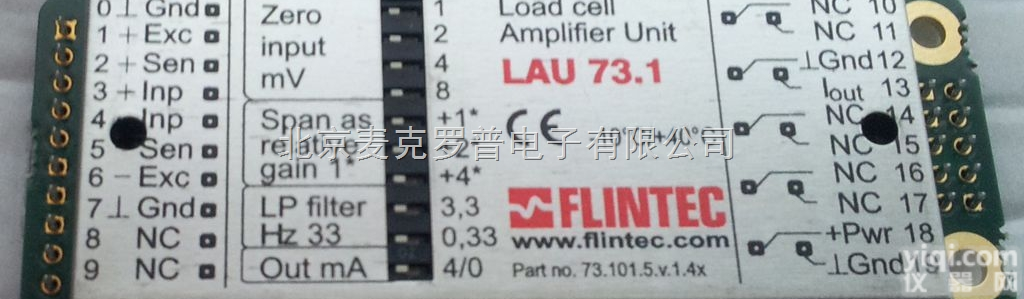 0⊥ Gnd
1 + Exc
2 + Sen
3 + Inp
4 Inp
5 Sen
6 - Exc
7⊥ Gnd
8 NC
9 NC
Zero
input
mV
Span as
relative
gain 1*
LP filter
Hz 33
Out mA
1
2
4
8
+1*
+2*
+4*
3,3
0,33
4/0
Load cell
Amplifier Unit
LAU 73.1
CE
FLINTEC
www.flintec.com
Part no. 73.101.5.v.1.4x
NC 10
NC 11
⊥Gnd 12
Iout 13
NC 14
NC 15
NC 16
NC 17
+Pwr 18
⊥Gnd
北京麦克罗普电子有限公司
yiqi.com
仪器网